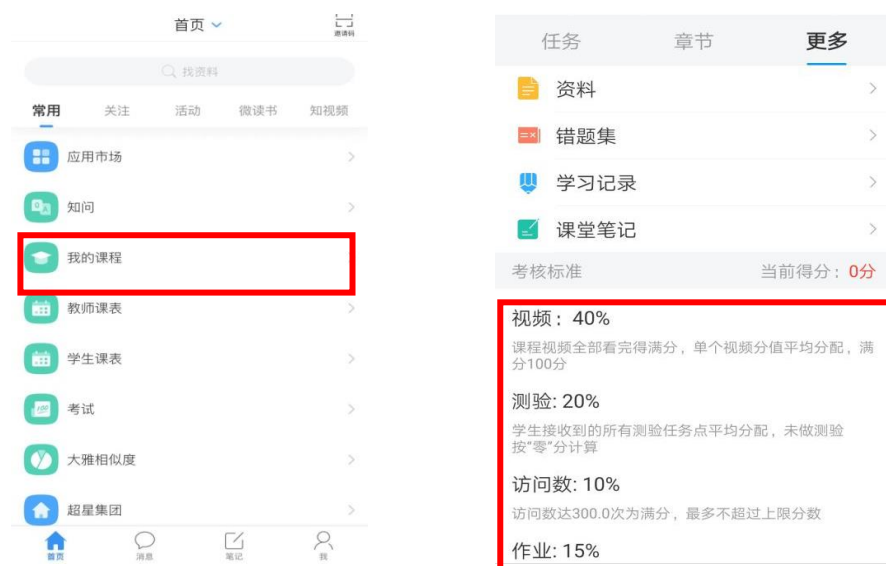 首页
邀请码
找资料
常用 关注 活动 微读书 知视频
应用市场
知问
我的课程
教师课表
学生课表
考试
大雅相似度
超星集团
首页 消息 笔记 我
任务 章节 更多
资料
错题集
学习记录
课堂笔记
考核标准 当前得分：0分
视频：40%
课程视频全部看完得满分，单个视频分值平均分配，满
分100分
测验: 20%
学生接收到的所有测验任务点平均分配，未做测验
按“零”分计算
访问数: 10%
访问数达300.0次为满分，最多不超过上限分数
作业: 15%